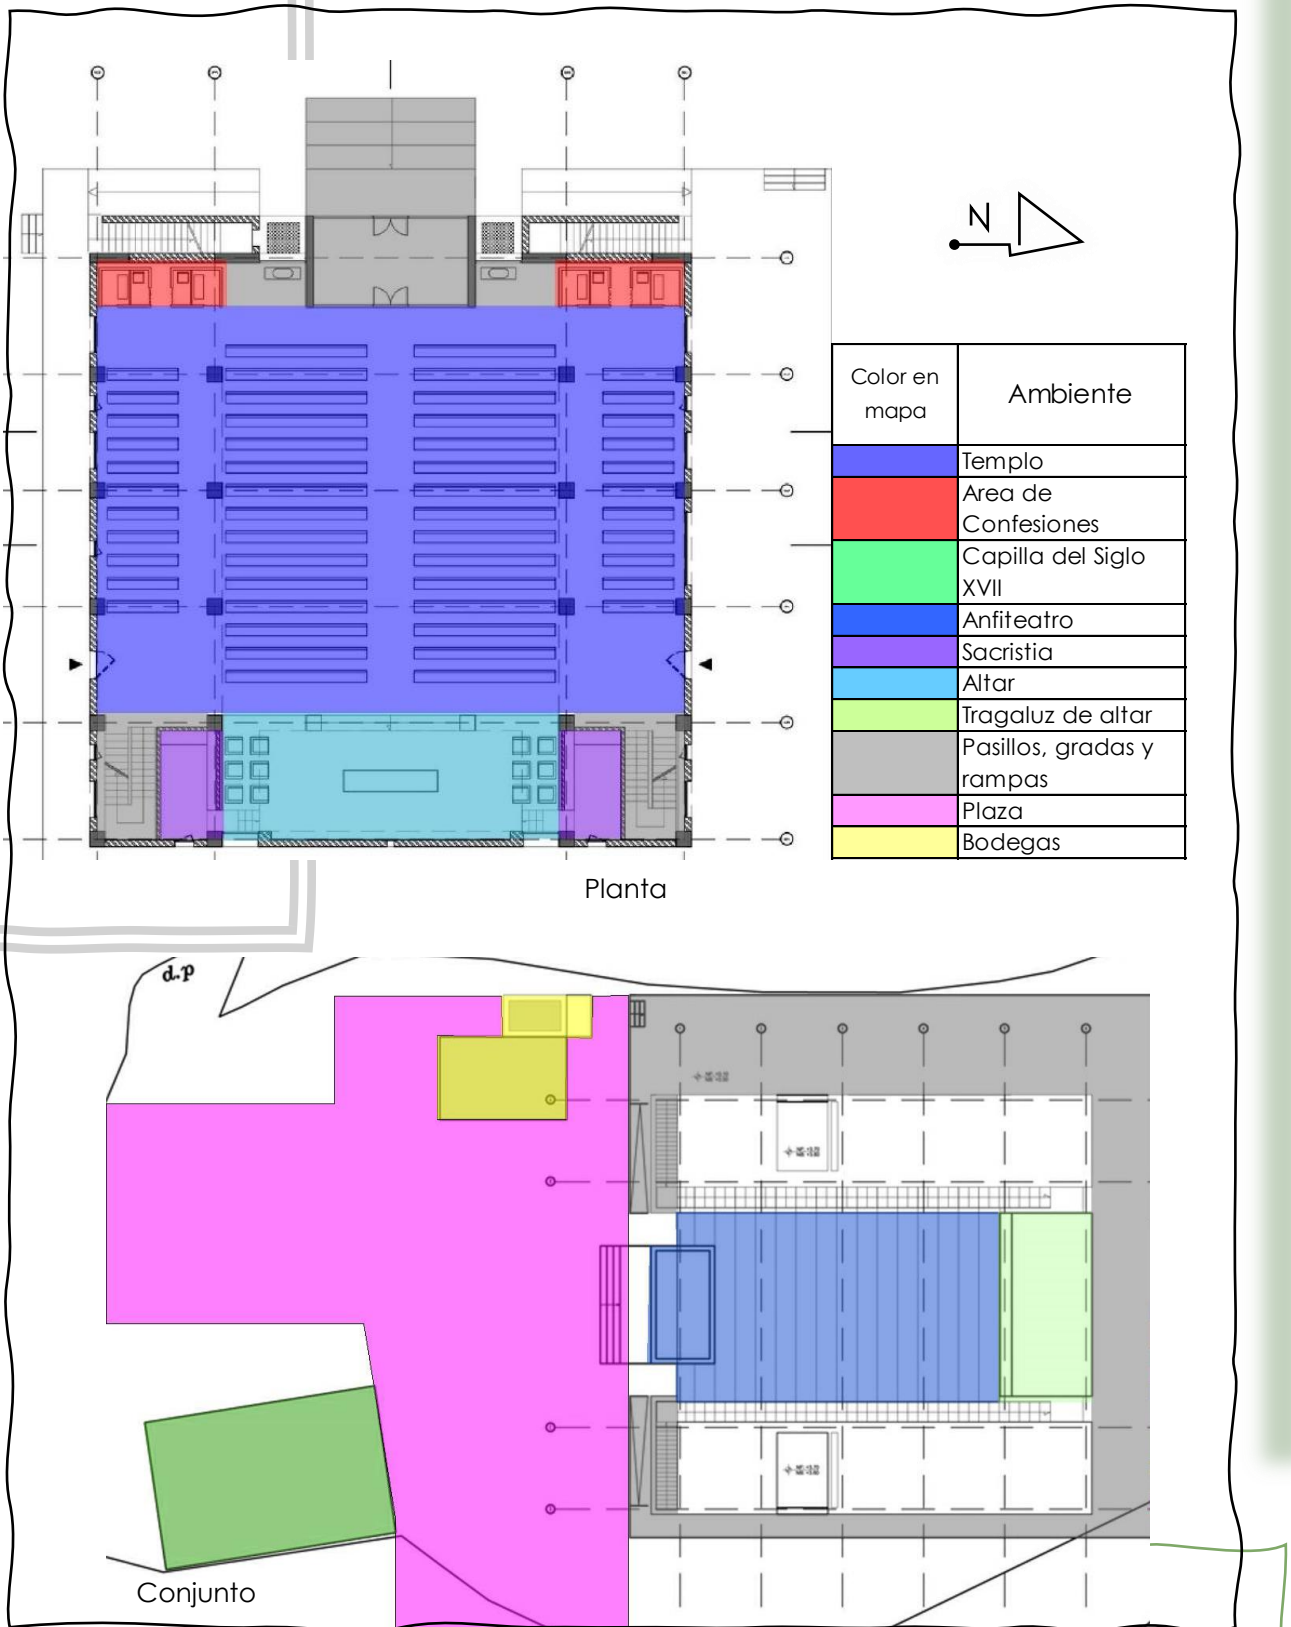 N
Color en
mapa
Ambiente
Templo
Area de
Confesiones
Capilla del Siglo
XVII
Anfiteatro
Sacristia
Altar
Tragaluz de altar
Pasillos, gradas y
rampas
Plaza
Bodegas
Planta
d.p
Conjunto